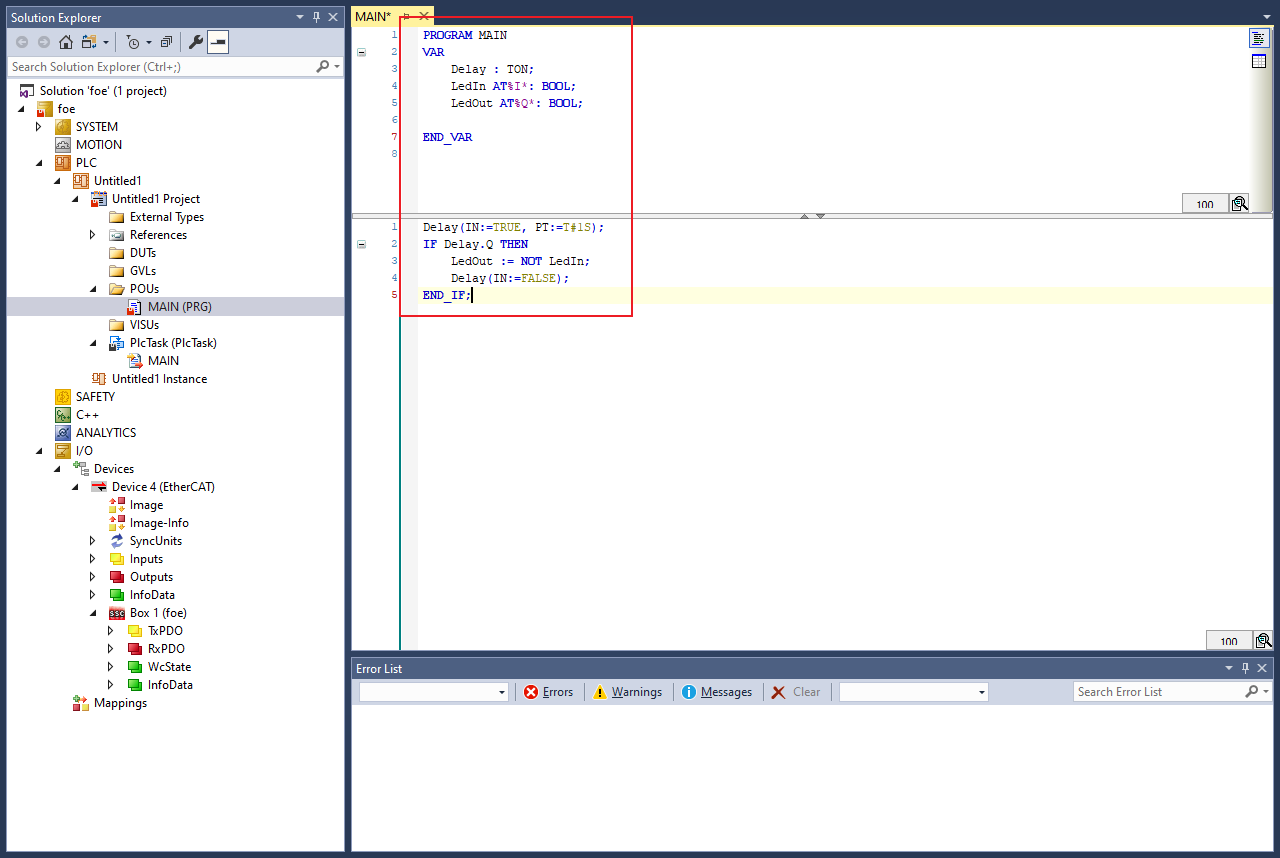 Solution Explorer
Search Solution Explorer (Ctrl+;)
Solution 'foe' (1 project)
foe
SYSTEM
MOTION
PLC
Untitled1
Untitled1 Project
External Types
References
DUTs
GVLs
POUs
MAIN (PRG)
VISUs
PlcTask (PlcTask)
MAIN
Untitled1 Instance
SAFETY
C++
ANALYTICS
I/O
Devices
Device 4 (EtherCAT)
Image
Image-Info
SyncUnits
Inputs
Outputs
InfoData
Box 1 (foe)
TxPDO
RxPDO
WcState
InfoData
Mappings
MAIN*
1 PROGRAM MAIN
2 VAR
3 Delay : TON;
4 LedIn AT%I*: BOOL;
5 LedOut AT%Q*: BOOL;
6
7 END_VAR
8
100
1 Delay(IN:=TRUE, PT:=T#1S);
2 IF Delay.Q THEN
3 LedOut := NOT LedIn;
4 Delay(IN:=FALSE);
5 END_IF;
100
Error List
Errors Warnings Messages Clear Search Error List